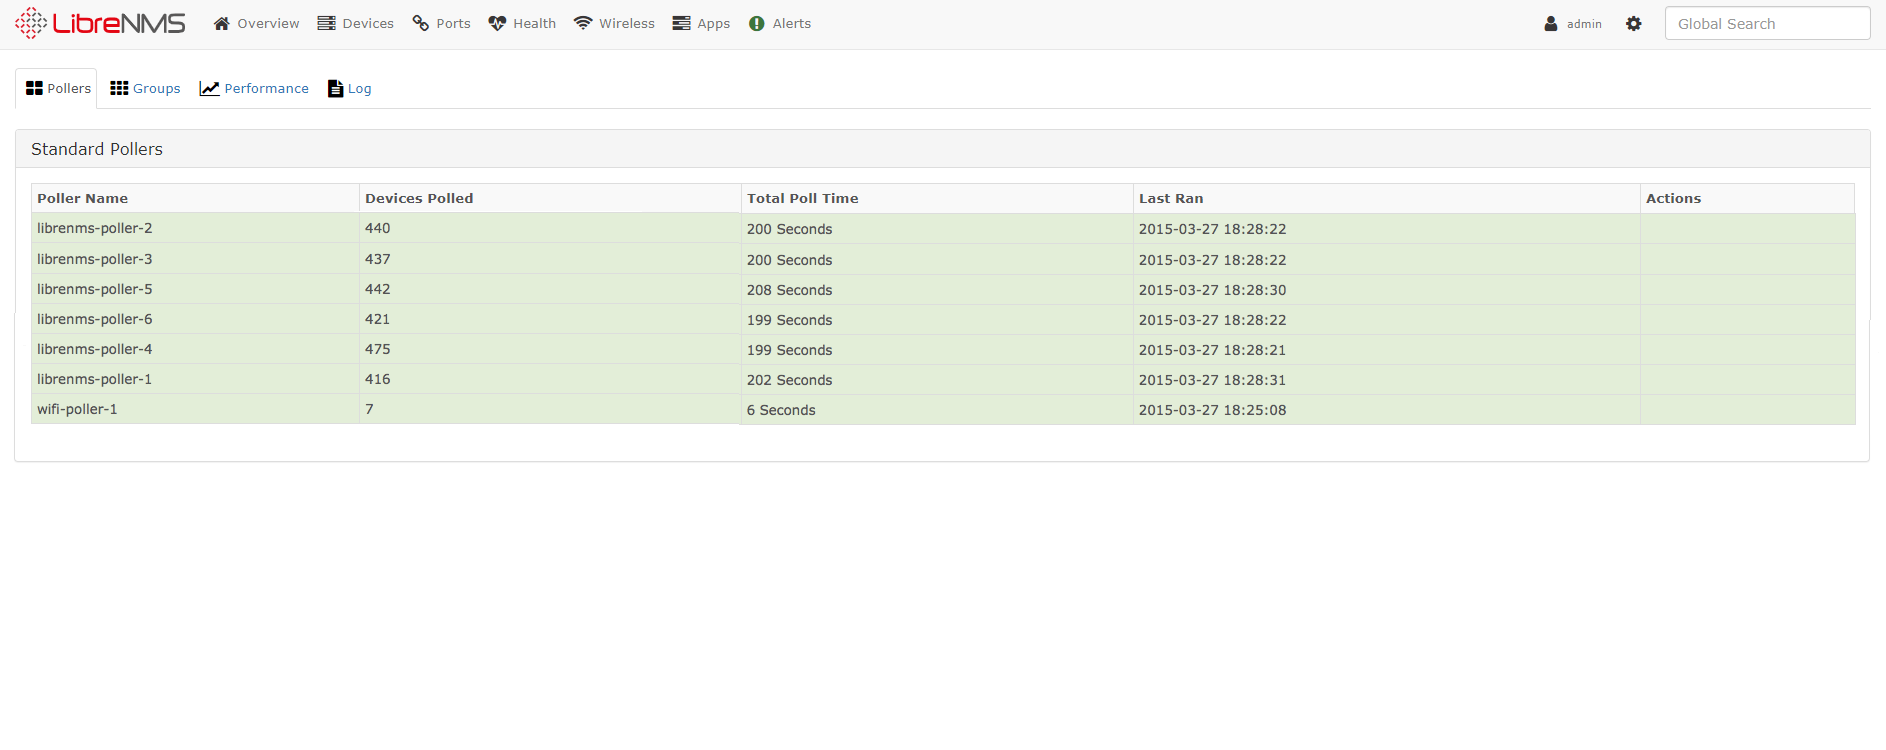 LibreNMS Overview Devices Ports Health Wireless Apps Alerts admin Global Search
Pollers Groups Performance Log
Standard Pollers
Poller Name Devices Polled Total Poll Time Last Ran Actions
librenms-poller-2 440 200 Seconds 2015-03-27 18:28:22
librenms-poller-3 437 200 Seconds 2015-03-27 18:28:22
librenms-poller-5 442 208 Seconds 2015-03-27 18:28:30
librenms-poller-6 421 199 Seconds 2015-03-27 18:28:22
librenms-poller-4 475 199 Seconds 2015-03-27 18:28:21
librenms-poller-1 416 202 Seconds 2015-03-27 18:28:31
wifi-poller-1 7 6 Seconds 2015-03-27 18:25:08